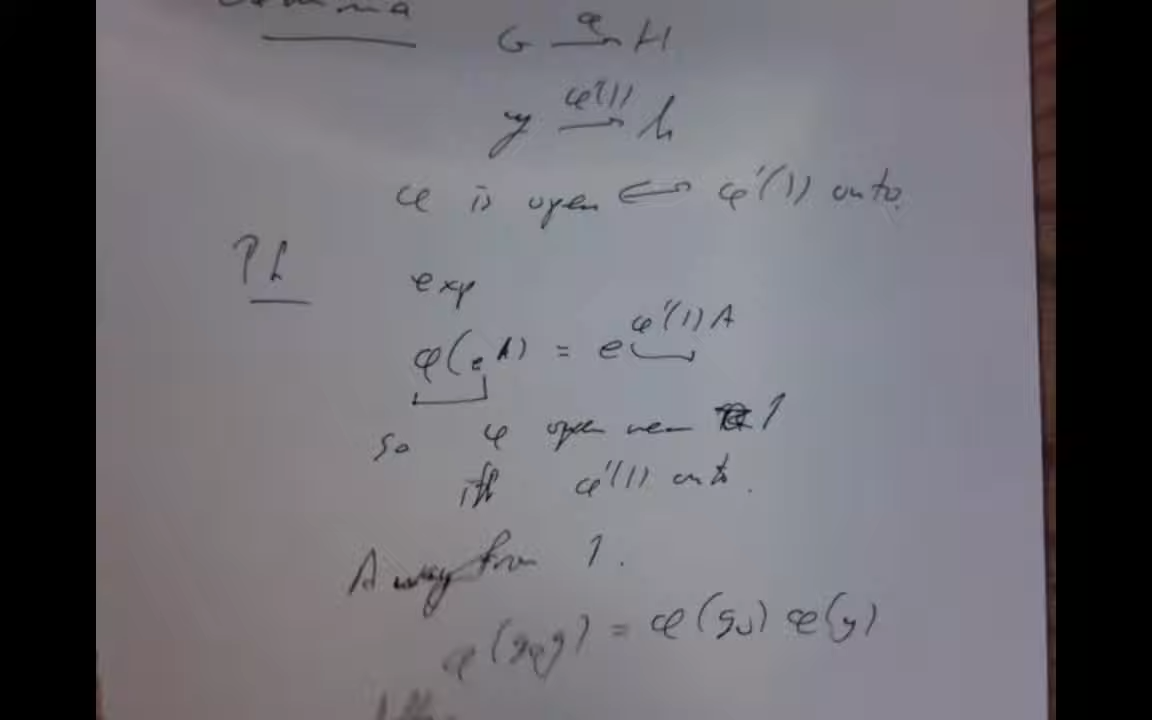 Lemma G --φ--> H
𝔤 --φ'(1)--> 𝔥
φ is open ⟺ φ'(1) onto.
Pf exp
φ(e^A) = e^{φ'(1)A}
so φ open near 1
iff φ'(1) onto.
Away from 1.
φ(g₀g) = φ(g₀) φ(g)